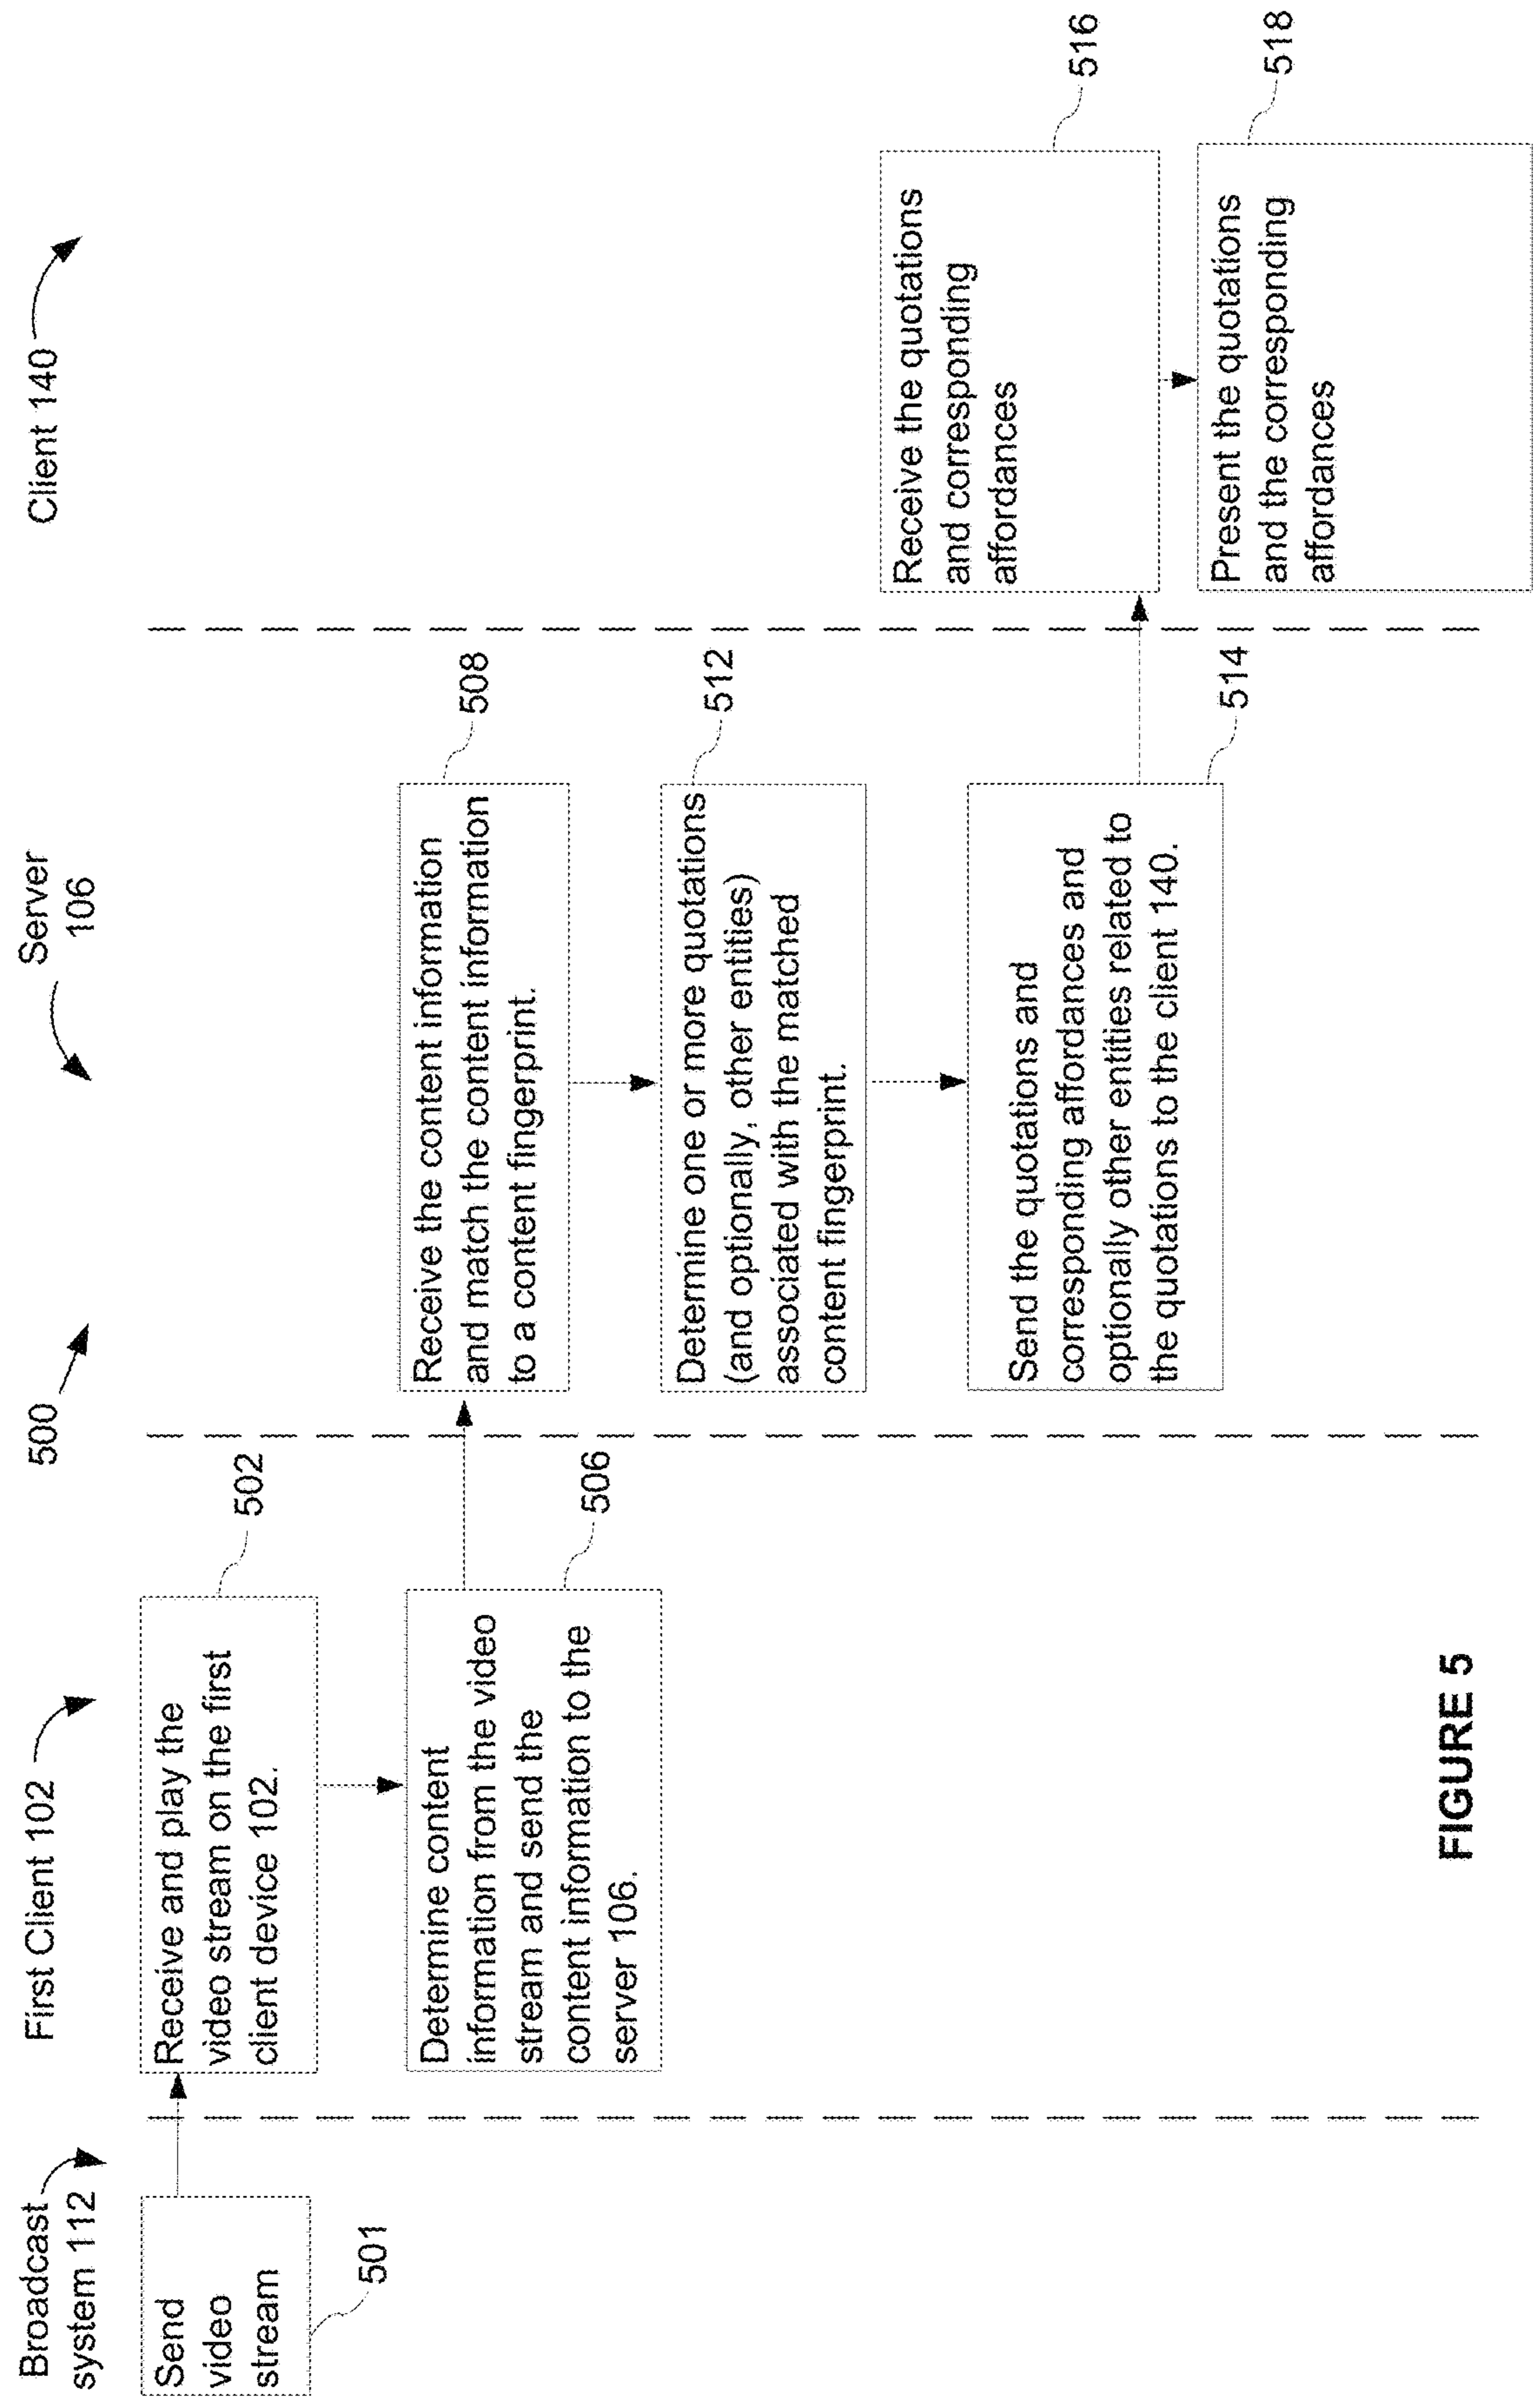 500
Broadcast
system 112
First Client 102
Server
106
Client 140
Send
video
stream
501
Receive and play the
video stream on the first
client device 102.
502
Determine content
information from the video
stream and send the
content information to the
server 106.
506
Receive the content information
and match the content information
to a content fingerprint.
508
Determine one or more quotations
(and optionally, other entities)
associated with the matched
content fingerprint.
512
Send the quotations and
corresponding affordances and
optionally other entities related to
the quotations to the client 140.
514
Receive the quotations
and corresponding
affordances
516
Present the quotations
and the corresponding
affordances
518
FIGURE 5